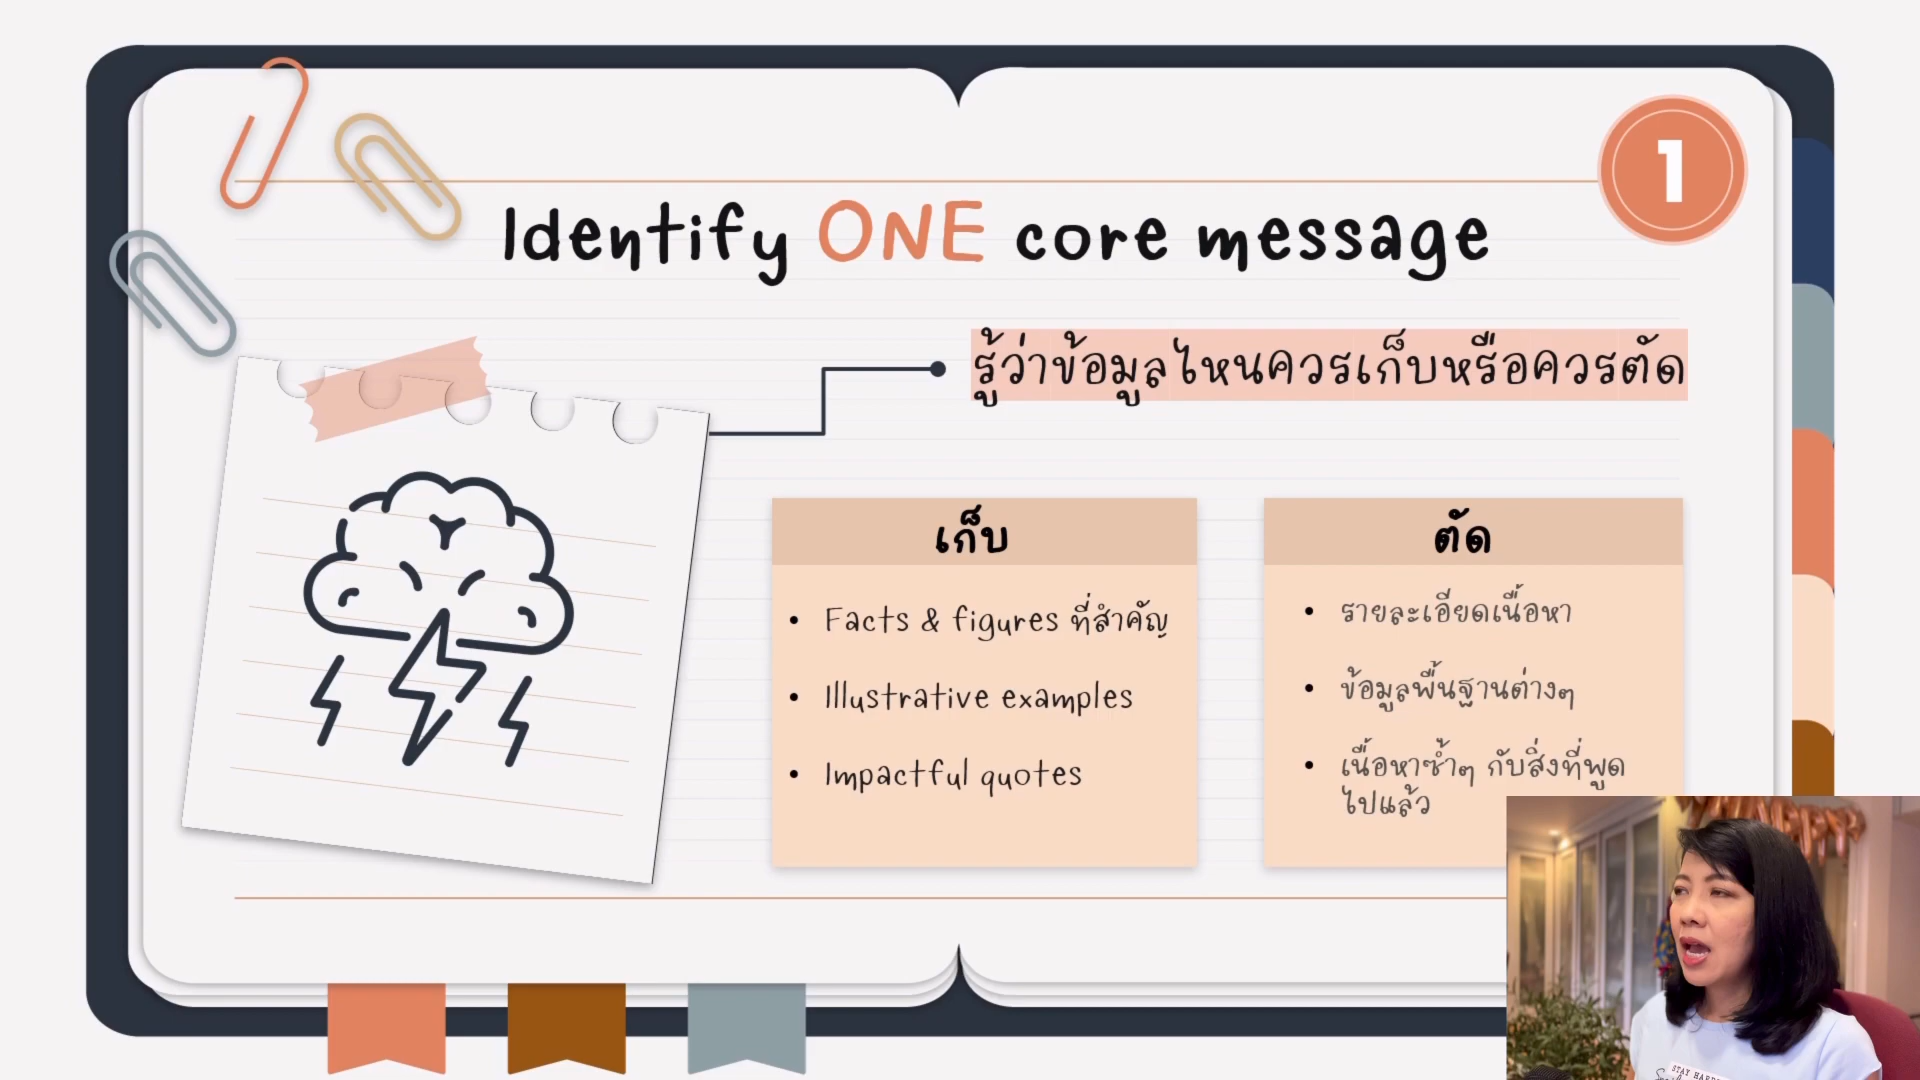 1
Identify ONE core message
รู้ว่าข้อมูลไหนควรเก็บหรือควรตัด
เก็บ
• Facts & figures ที่สำคัญ
• Illustrative examples
• Impactful quotes
ตัด
• รายละเอียดเนื้อหา
• ข้อมูลพื้นฐานต่างๆ
• เนื้อหาซ้ำๆ กับสิ่งที่พูด
ไปแล้ว